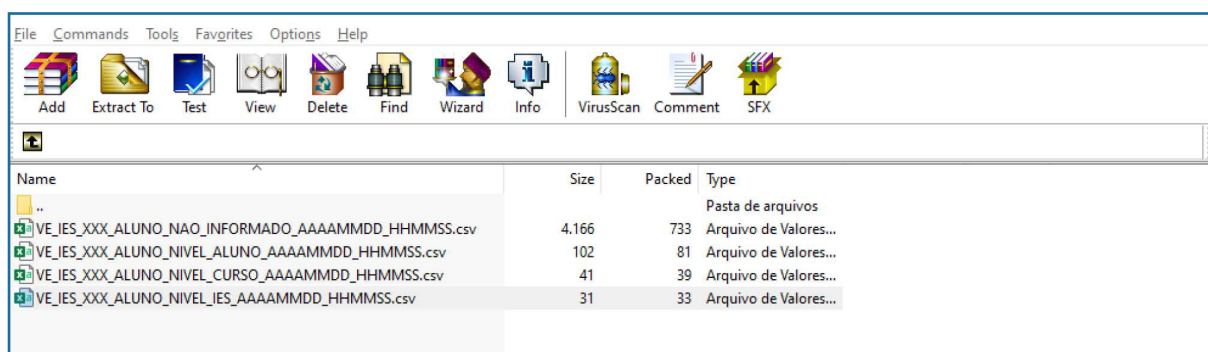 File Commands Tools Favorites Options Help
Add Extract To Test View Delete Find Wizard Info VirusScan Comment SFX
Name Size Packed Type
.. Pasta de arquivos
VE_IES_XXX_ALUNO_NAO_INFORMADO_AAAAMMDD_HHMMSS.csv 4.166 733 Arquivo de Valores...
VE_IES_XXX_ALUNO_NIVEL_ALUNO_AAAAMMDD_HHMMSS.csv 102 81 Arquivo de Valores...
VE_IES_XXX_ALUNO_NIVEL_CURSO_AAAAMMDD_HHMMSS.csv 41 39 Arquivo de Valores...
VE_IES_XXX_ALUNO_NIVEL_IES_AAAAMMDD_HHMMSS.csv 31 33 Arquivo de Valores...